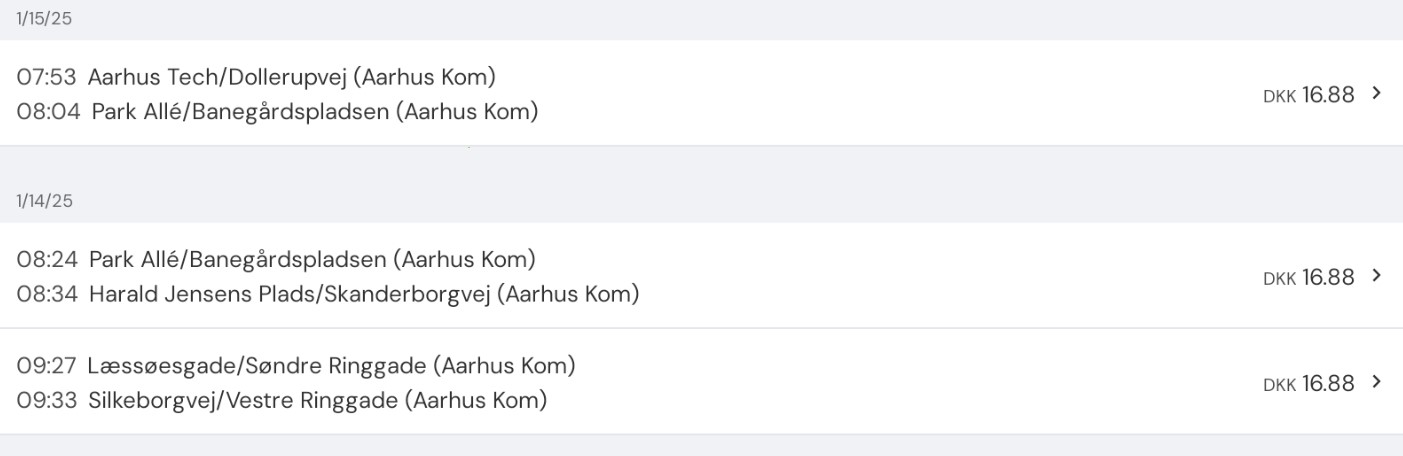 1/15/25
07:53 Aarhus Tech/Dollerupvej (Aarhus Kom)
08:04 Park Allé/Banegårdspladsen (Aarhus Kom)
DKK 16.88
1/14/25
08:24 Park Allé/Banegårdspladsen (Aarhus Kom)
08:34 Harald Jensens Plads/Skanderborgvej (Aarhus Kom)
DKK 16.88
09:27 Læssøesgade/Søndre Ringgade (Aarhus Kom)
09:33 Silkeborgvej/Vestre Ringgade (Aarhus Kom)
DKK 16.88